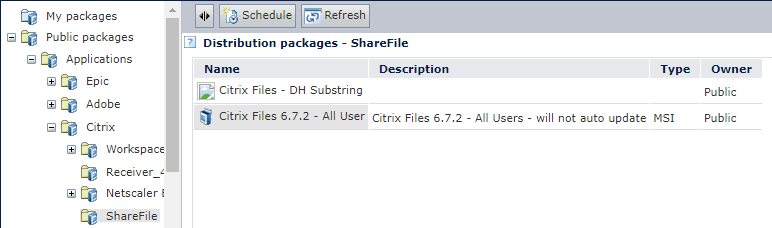 My packages
Public packages
Applications
Epic
Adobe
Citrix
Workspace
Receiver_4
Netscaler E
ShareFile
Schedule Refresh
Distribution packages - ShareFile
Name Description Type Owner
Citrix Files - DH Substring Public
Citrix Files 6.7.2 - All User Citrix Files 6.7.2 - All Users - will not auto update MSI Public